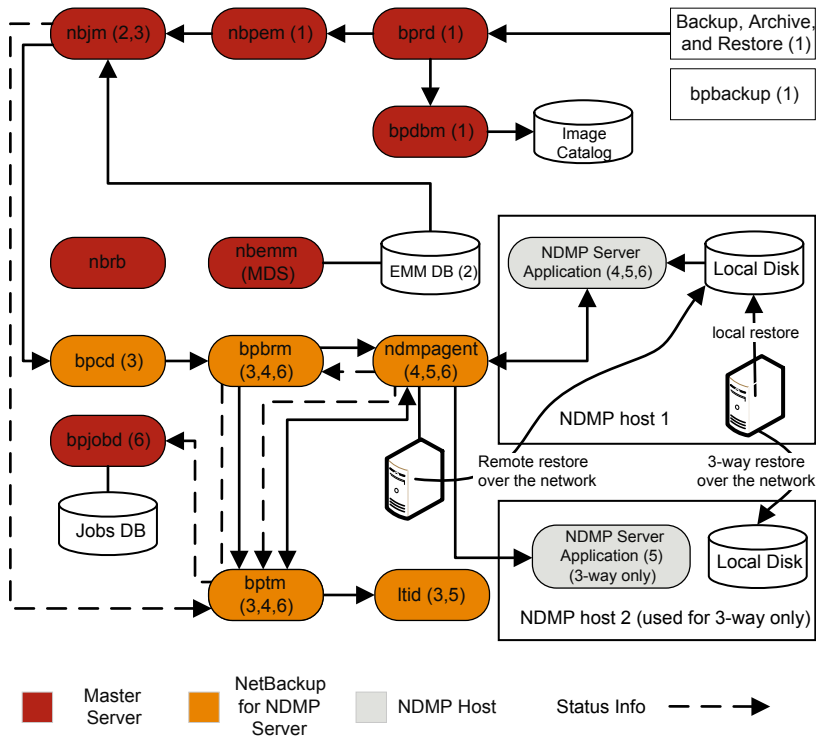 nbjm (2,3)
nbpem (1)
bprd (1)
Backup, Archive,
and Restore (1)
bpbackup (1)
bpdbm (1)
Image
Catalog
nbrb
nbemm
(MDS)
EMM DB (2)
NDMP Server
Application (4,5,6)
Local Disk
local restore
bpcd (3)
bpbrm
(3,4,6)
ndmpagent
(4,5,6)
NDMP host 1
bpjobd (6)
Jobs DB
Remote restore
over the network
3-way restore
over the network
NDMP Server
Application (5)
(3-way only)
Local Disk
bptm
(3,4,6)
ltid (3,5)
NDMP host 2 (used for 3-way only)
Master
Server
NetBackup
for NDMP
Server
NDMP Host
Status Info